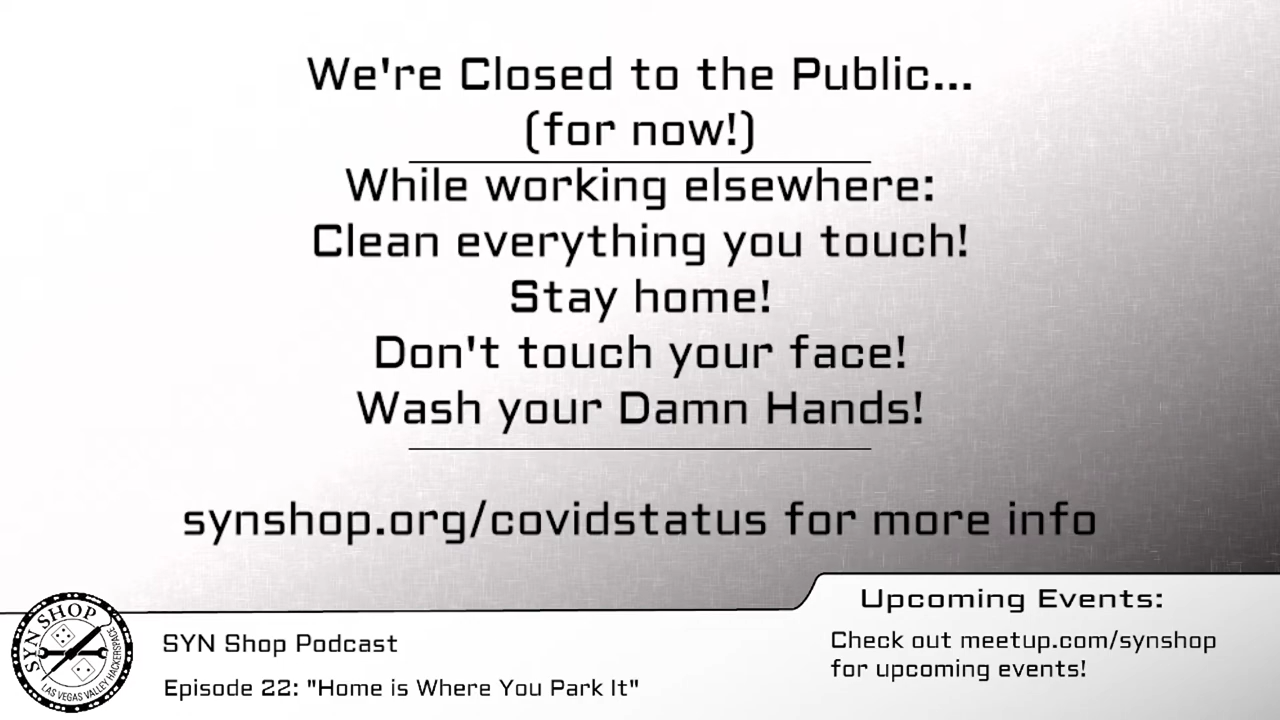 We're Closed to the Public...
(for now!)
While working elsewhere:
Clean everything you touch!
Stay home!
Don't touch your face!
Wash your Damn Hands!
synshop.org/covidstatus for more info
SYN SHOP
LAS VEGAS VALLEY HACKERSPACE
SYN Shop Podcast
Episode 22: "Home is Where You Park It"
Upcoming Events:
Check out meetup.com/synshop
for upcoming events!